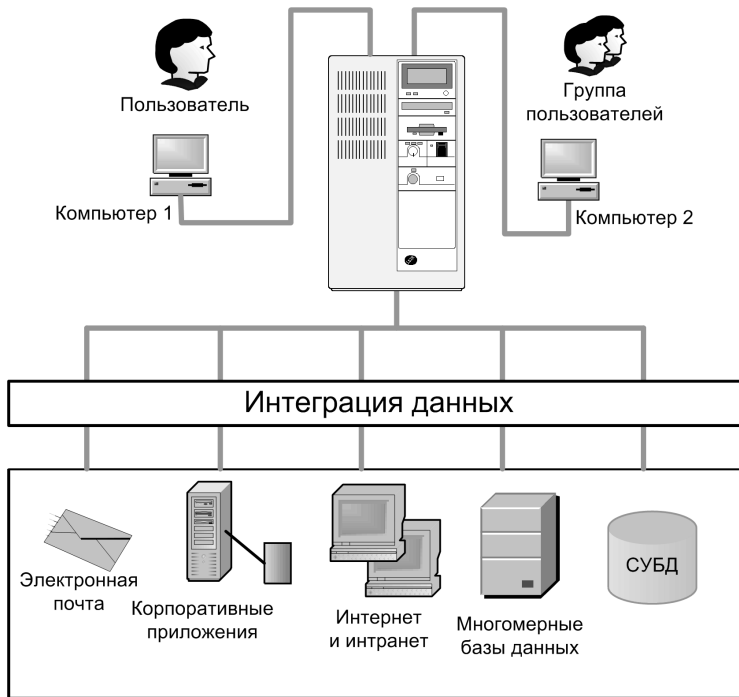 Пользователь
Группа
пользователей
Компьютер 1
Компьютер 2
Интеграция данных
Электронная
почта
Корпоративные
приложения
Интернет
и интранет
Многомерные
базы данных
СУБД